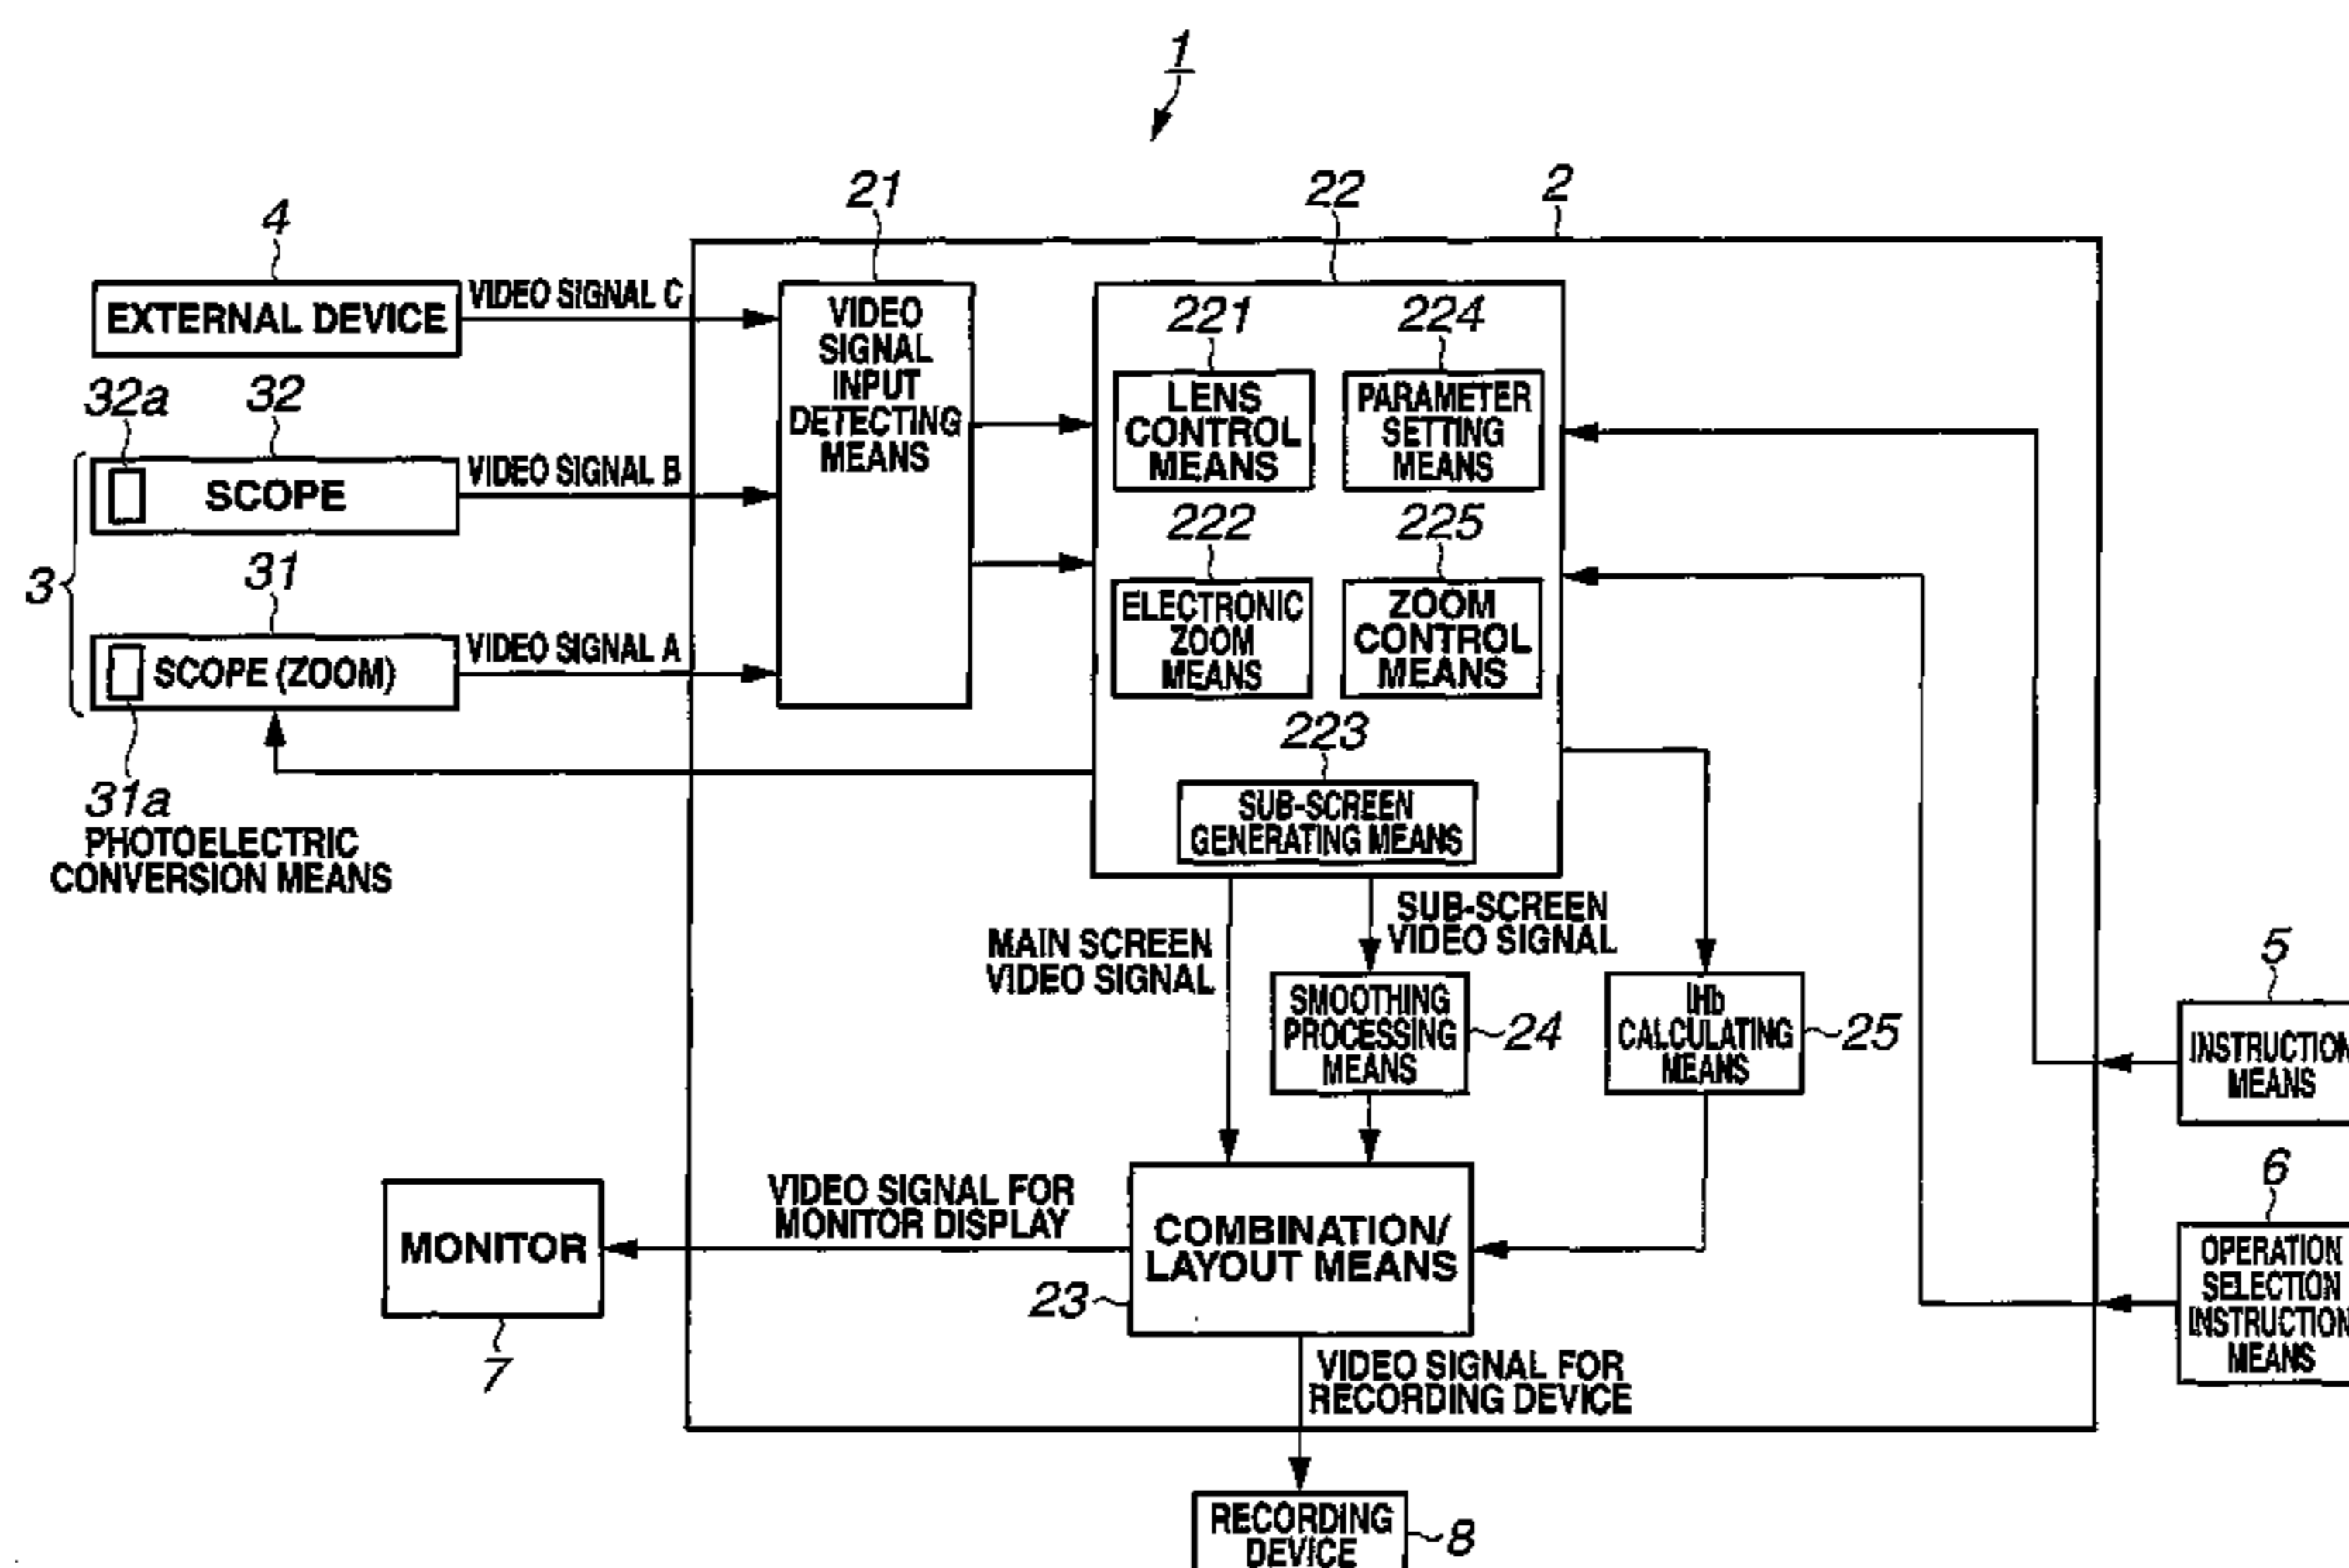 1
4
21
22
2
EXTERNAL DEVICE
VIDEO SIGNAL C
VIDEO
SIGNAL
INPUT
DETECTING
MEANS
221
LENS
CONTROL
MEANS
224
PARAMETER
SETTING
MEANS
32a
32
SCOPE
VIDEO SIGNAL B
3
222
ELECTRONIC
ZOOM
MEANS
225
ZOOM
CONTROL
MEANS
31
SCOPE (ZOOM)
VIDEO SIGNAL A
31a
PHOTOELECTRIC
CONVERSION MEANS
223
SUB-SCREEN
GENERATING MEANS
MAIN SCREEN
VIDEO SIGNAL
SUB-SCREEN
VIDEO SIGNAL
SMOOTHING
PROCESSING
MEANS
24
IHb
CALCULATING
MEANS
25
5
INSTRUCTION
MEANS
6
OPERATION
SELECTION
INSTRUCTION
MEANS
MONITOR
7
VIDEO SIGNAL FOR
MONITOR DISPLAY
COMBINATION/
LAYOUT MEANS
23
VIDEO SIGNAL FOR
RECORDING DEVICE
RECORDING
DEVICE
8